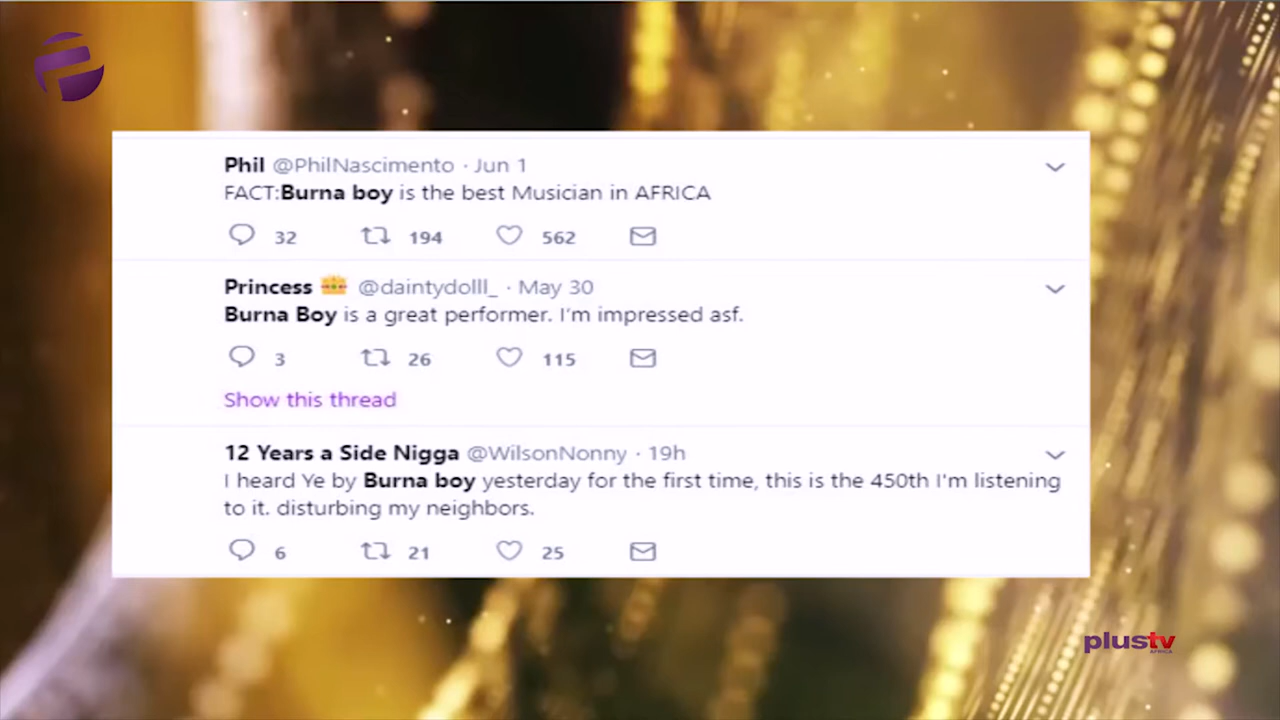 Phil @PhilNascimento · Jun 1
FACT:Burna boy is the best Musician in AFRICA
32 194 562
Princess 👑 @daintydolll_ · May 30
Burna Boy is a great performer. I'm impressed asf.
3 26 115
Show this thread
12 Years a Side Nigga @WilsonNonny · 19h
I heard Ye by Burna boy yesterday for the first time, this is the 450th I'm listening
to it. disturbing my neighbors.
6 21 25
plustv
AFRICA